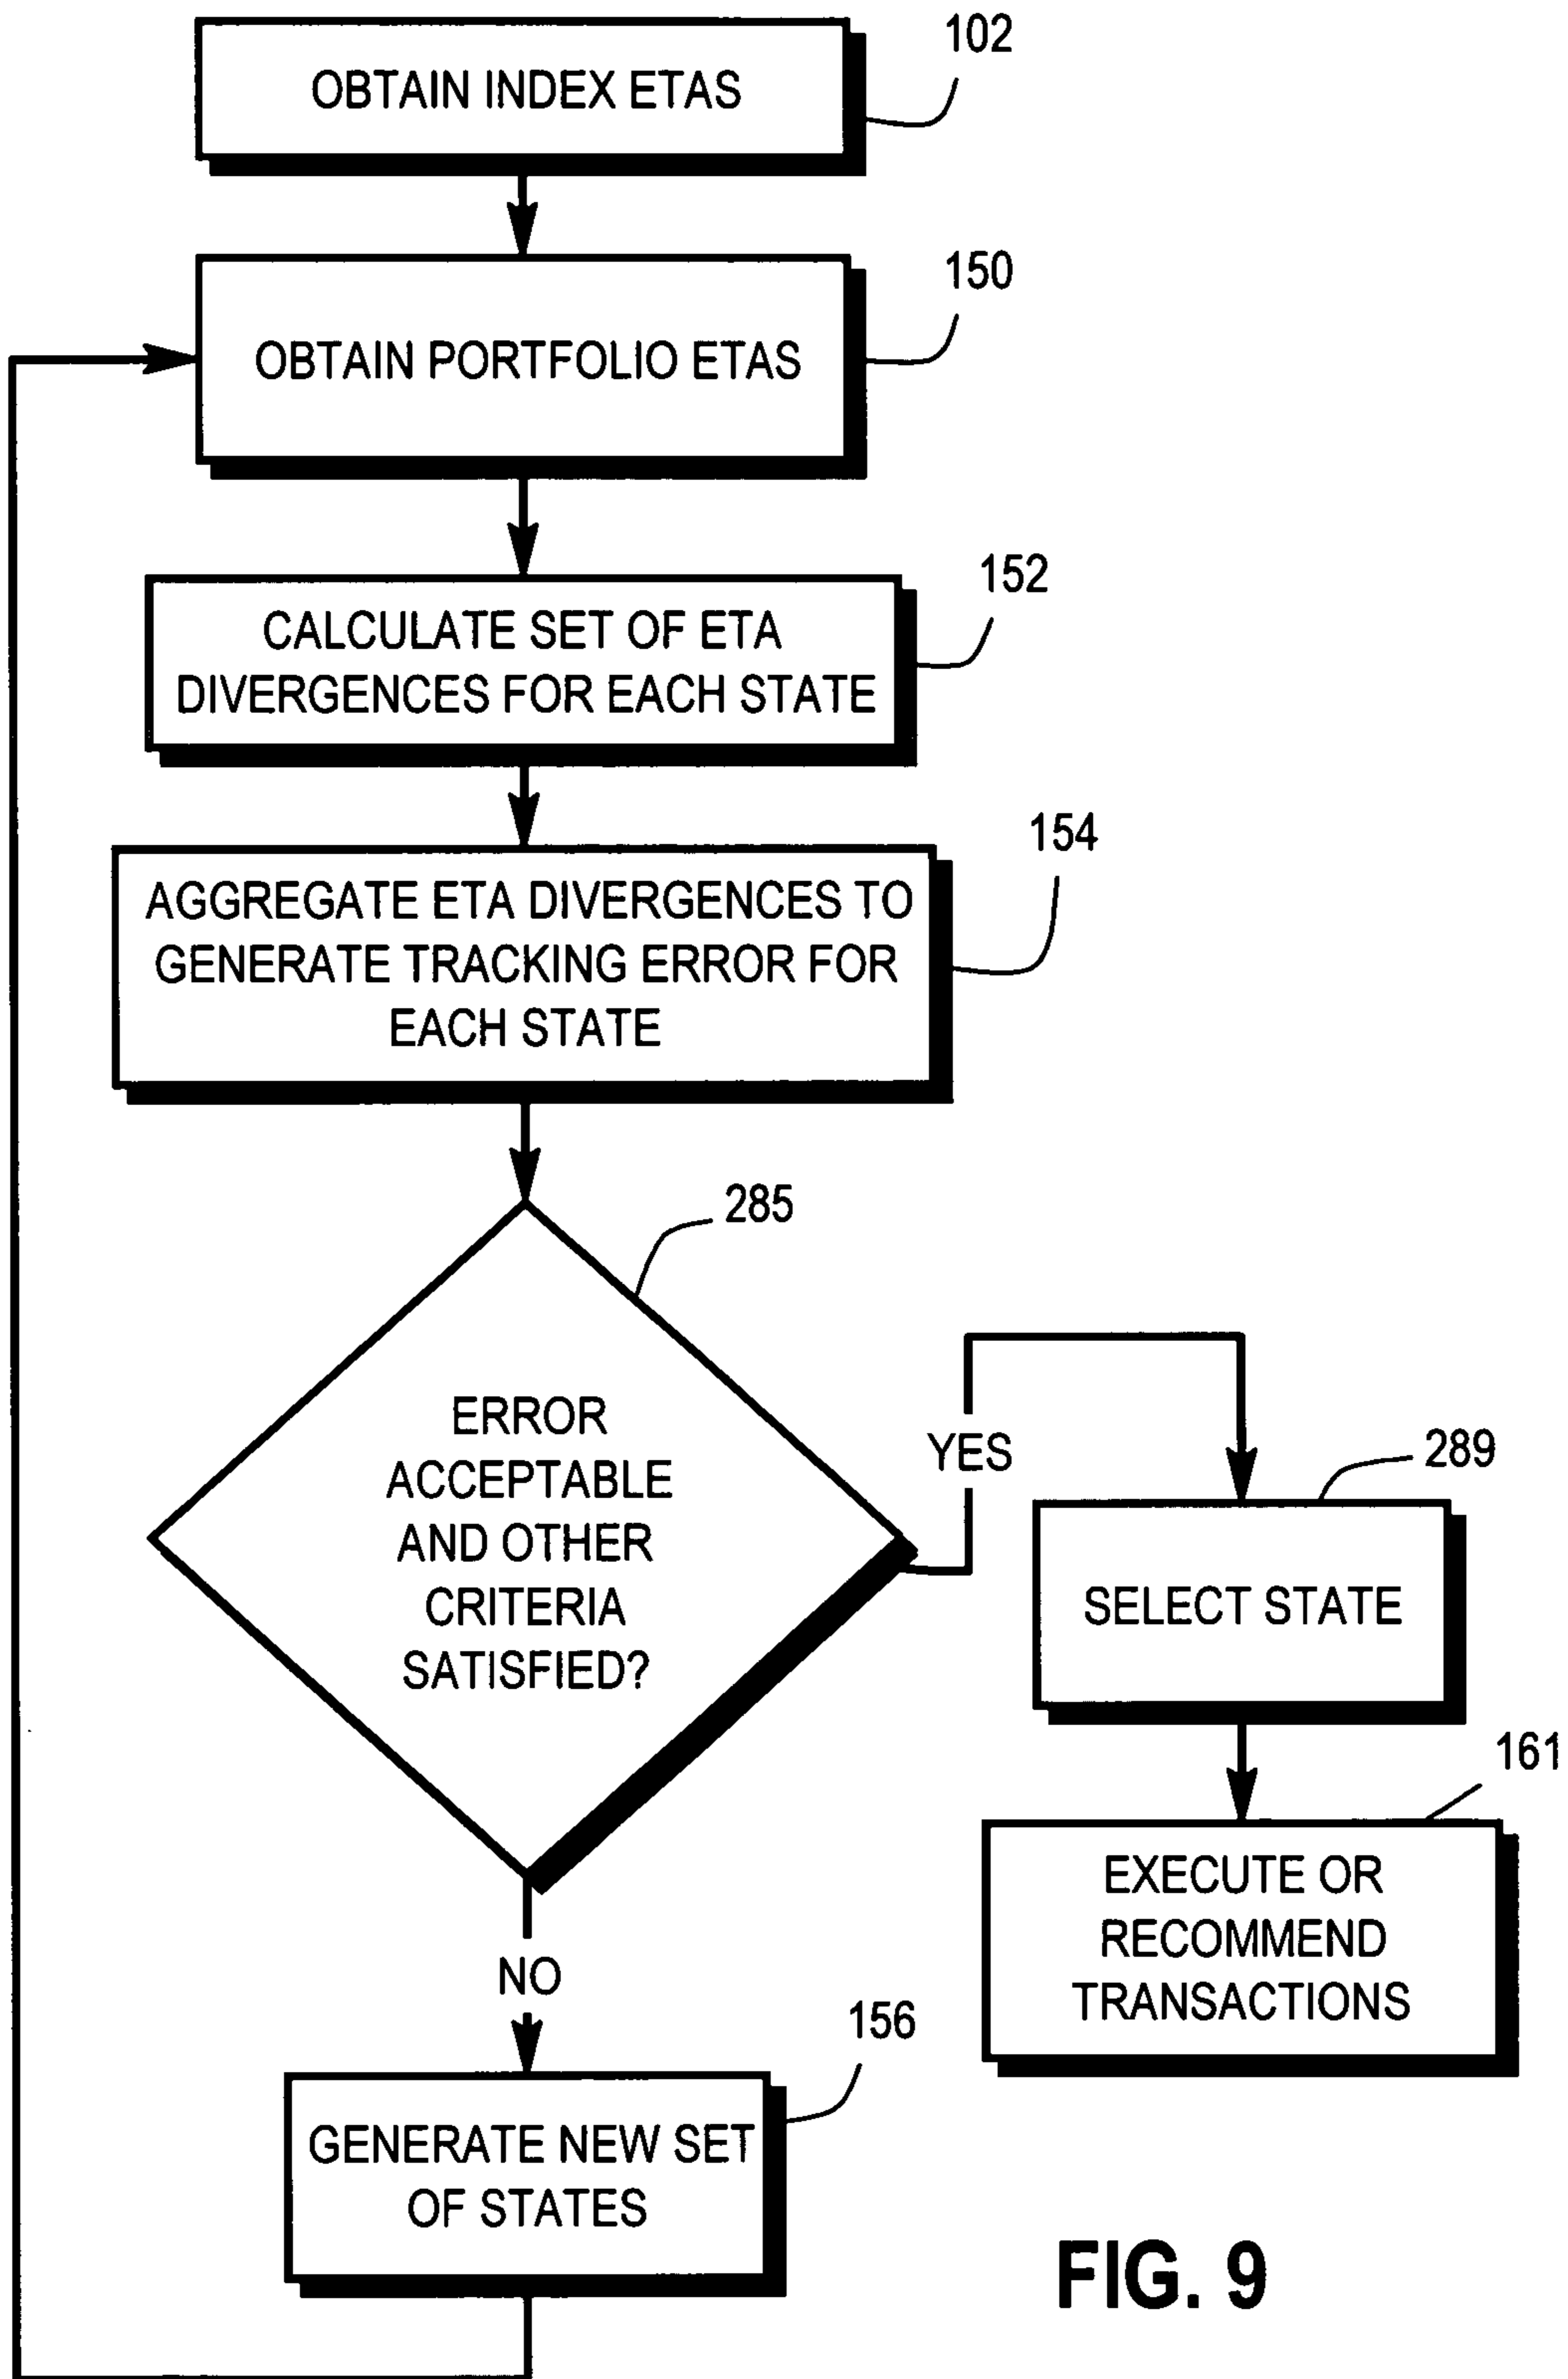 102
OBTAIN INDEX ETAS
150
OBTAIN PORTFOLIO ETAS
152
CALCULATE SET OF ETA
DIVERGENCES FOR EACH STATE
154
AGGREGATE ETA DIVERGENCES TO
GENERATE TRACKING ERROR FOR
EACH STATE
285
ERROR
ACCEPTABLE
AND OTHER
CRITERIA
SATISFIED?
YES
289
SELECT STATE
161
EXECUTE OR
RECOMMEND
TRANSACTIONS
NO
156
GENERATE NEW SET
OF STATES
FIG. 9